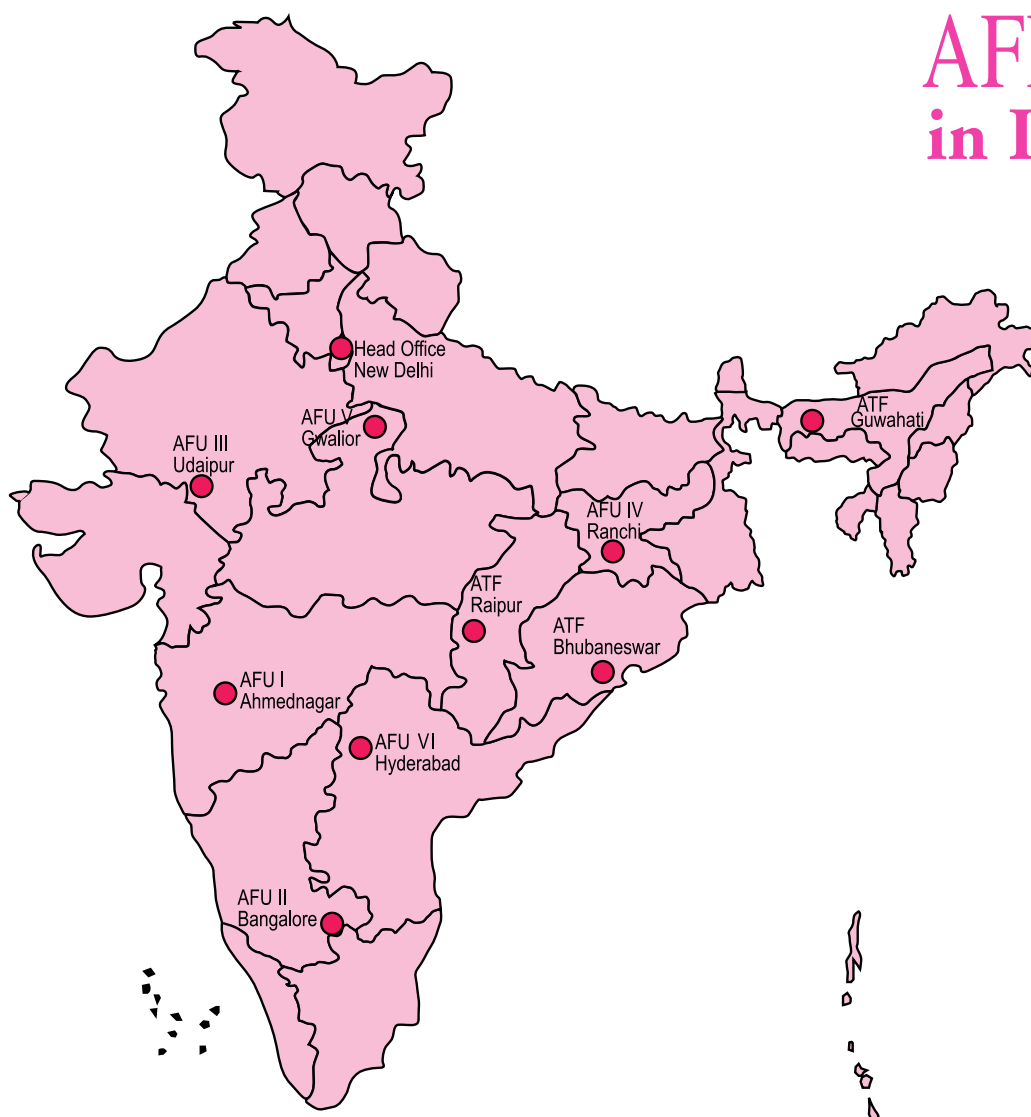 AF
in
Head Office
New Delhi
AFU V
Gwalior
ATF
Guwahati
AFU III
Udaipur
AFU IV
Ranchi
ATF
Raipur
ATF
Bhubaneswar
AFU I
Ahmednagar
AFU VI
Hyderabad
AFU II
Bangalore